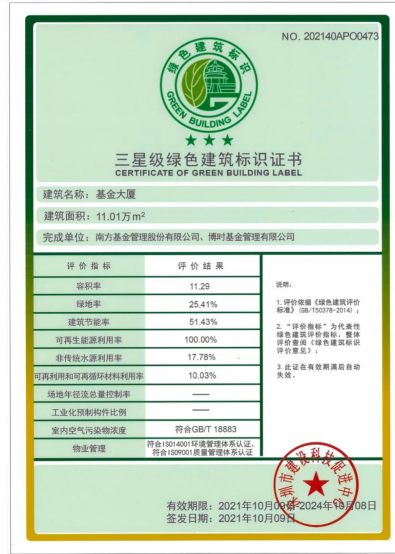 NO. 202140APO0473
绿色建筑标识
GREEN BUILDING LABEL
三星级绿色建筑标识证书
CERTIFICATE OF GREEN BUILDING LABEL
建筑名称：基金大厦
建筑面积：11.01万m²
完成单位：南方基金管理股份有限公司、博时基金管理有限公司
评价指标 评价结果
容积率 11.29
绿地率 25.41%
建筑节能率 51.43%
可再生能源利用率 100.00%
非传统水源利用率 17.78%
可再利用和可再循环材料利用率 10.03%
场地年径流总量控制率 ——
工业化预制构件比例 ——
室内空气污染物浓度 符合GB/T 18883
物业管理 符合ISO14001环境管理体系认证、
符合ISO9001质量管理体系认证
说明：
1. 评价依据《绿色建筑评价
标准》（GB/T50378-2014）；
2. “评价指标”为代表性
绿色建筑评价指标，整体
评价查阅《绿色建筑标识
评价意见》；
3. 此证在有效期满后自动
失效。
深圳市建设科技促进中心
有效期限：2021年10月09日-2024年10月08日
签发日期：2021年10月09日